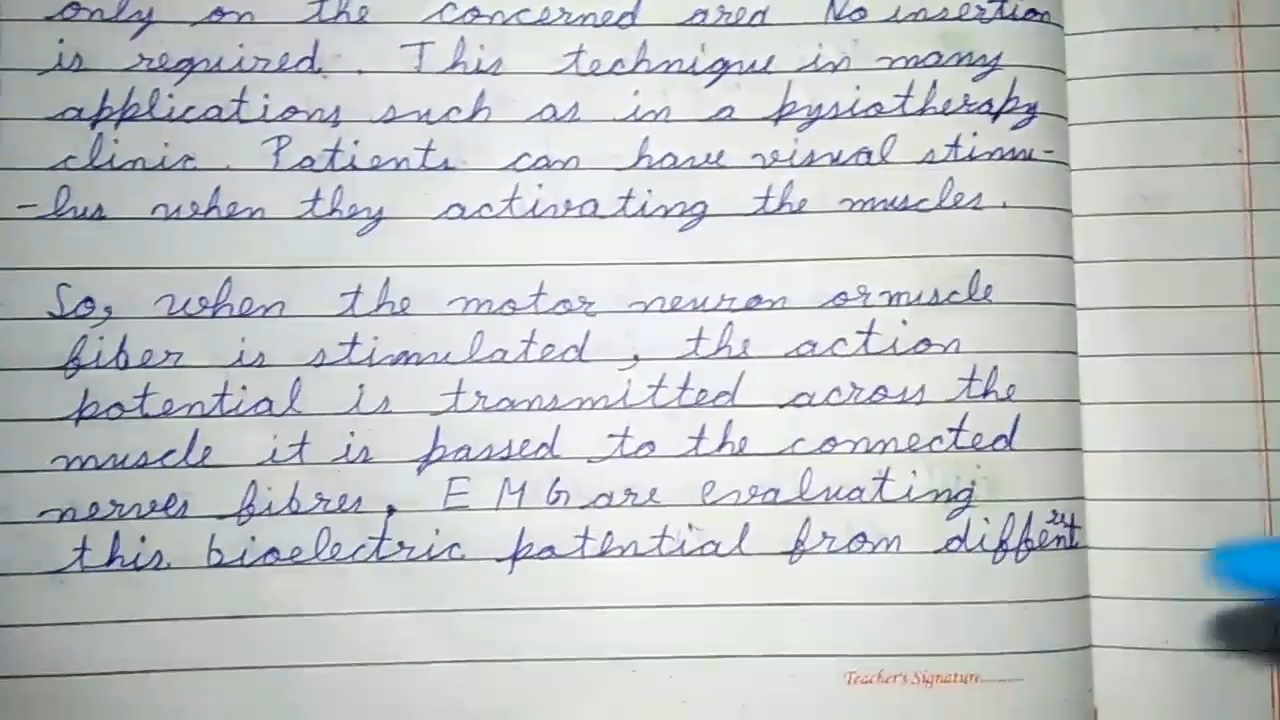 only on the concerned area No insertion
is required. This technique in many
applications such as in a pysiotherapy
clinic. Patients can have visual stimu-
-lus when they activating the muscles.
So, when the motor neuron or muscle
fiber is stimulated, the action
potential is transmitted across the
muscle it is passed to the connected
nerves fibres. EMG are evaluating
this bioelectric potential from different
Teacher's Signature..........